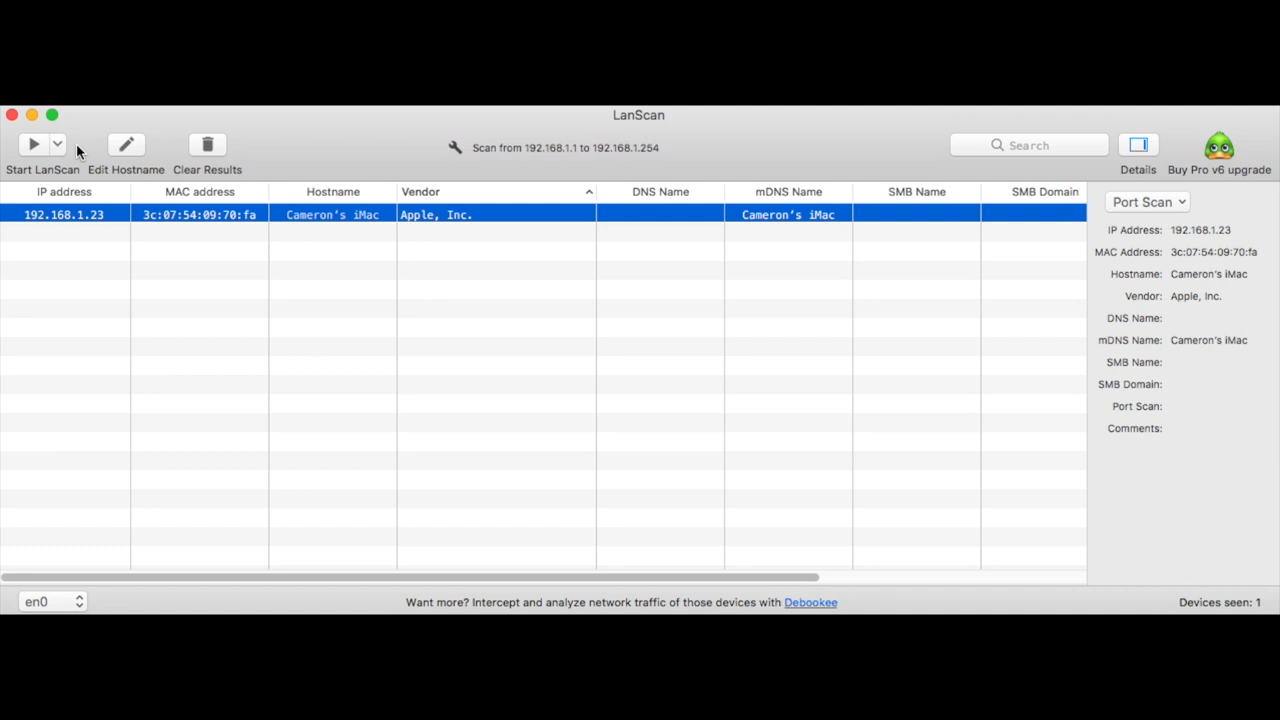 LanScan
Scan from 192.168.1.1 to 192.168.1.254
Search
Start LanScan Edit Hostname Clear Results Details Buy Pro v6 upgrade
IP address MAC address Hostname Vendor DNS Name mDNS Name SMB Name SMB Domain
192.168.1.23 3c:07:54:09:70:fa Cameron’s iMac Apple, Inc. Cameron’s iMac
Port Scan
IP Address: 192.168.1.23
MAC Address: 3c:07:54:09:70:fa
Hostname: Cameron’s iMac
Vendor: Apple, Inc.
DNS Name:
mDNS Name: Cameron’s iMac
SMB Name:
SMB Domain:
Port Scan:
Comments:
en0 Want more? Intercept and analyze network traffic of those devices with Debookee Devices seen: 1